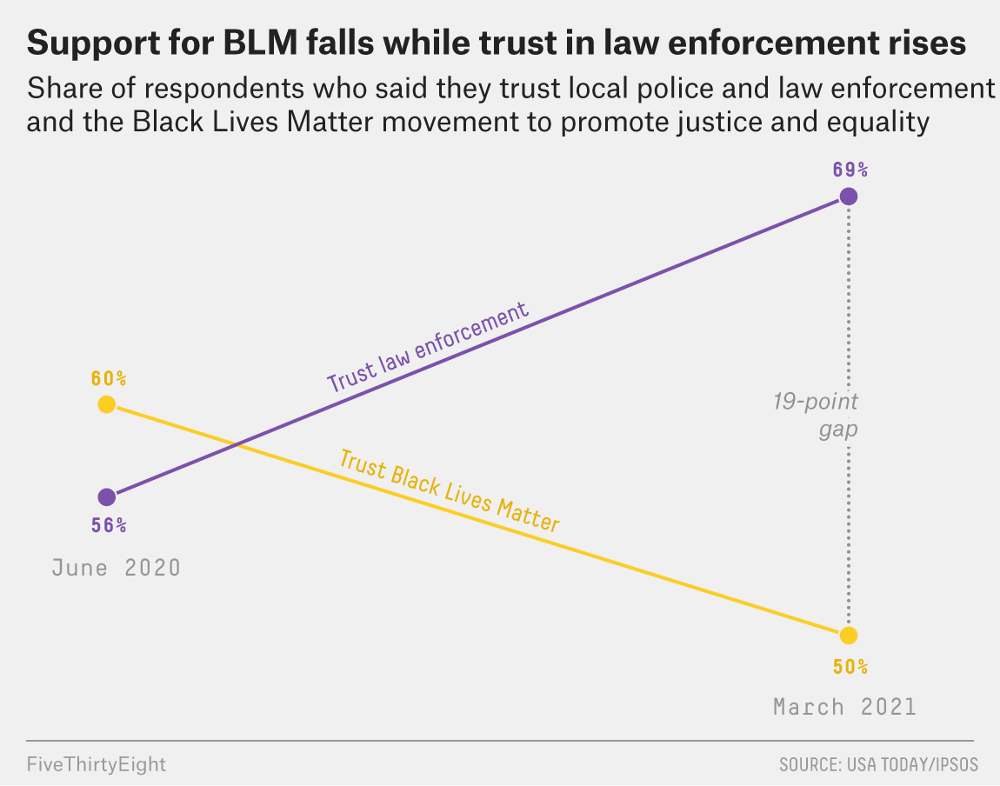 Support for BLM falls while trust in law enforcement rises
Share of respondents who said they trust local police and law enforcement
and the Black Lives Matter movement to promote justice and equality
69%
Trust law enforcement
60%
19-point
gap
Trust Black Lives Matter
56%
June 2020
50%
March 2021
FiveThirtyEight
SOURCE: USA TODAY/IPSOS